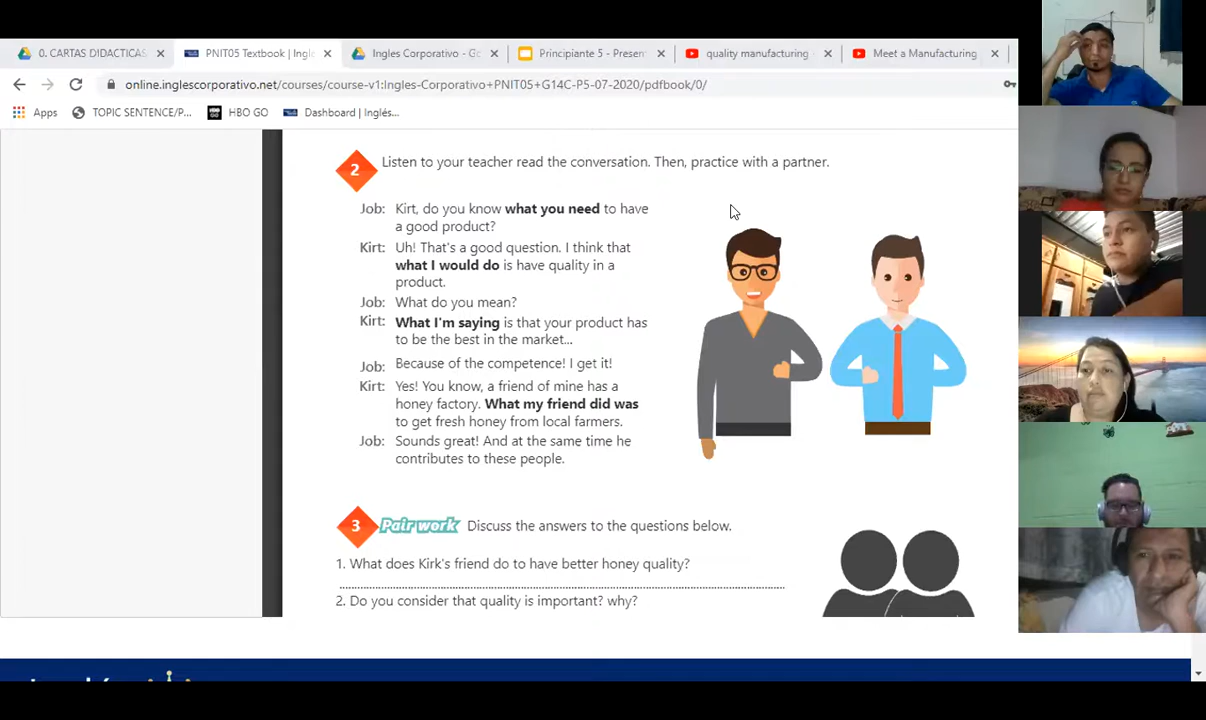 0. CARTAS DIDACTICAS
PNIT05 Textbook | Ingle
Ingles Corporativo - Go
Principiante 5 - Present
quality manufacturing
Meet a Manufacturing
online.inglescorporativo.net/courses/course-v1:Ingles-Corporativo+PNIT05+G14C-P5-07-2020/pdfbook/0/
Apps
TOPIC SENTENCE/P...
HBO GO
Dashboard | Inglés...
2 Listen to your teacher read the conversation. Then, practice with a partner.
Job: Kirt, do you know what you need to have
a good product?
Kirt: Uh! That's a good question. I think that
what I would do is have quality in a
product.
Job: What do you mean?
Kirt: What I'm saying is that your product has
to be the best in the market...
Job: Because of the competence! I get it!
Kirt: Yes! You know, a friend of mine has a
honey factory. What my friend did was
to get fresh honey from local farmers.
Job: Sounds great! And at the same time he
contributes to these people.
3 Pair work Discuss the answers to the questions below.
1. What does Kirk's friend do to have better honey quality?
2. Do you consider that quality is important? why?